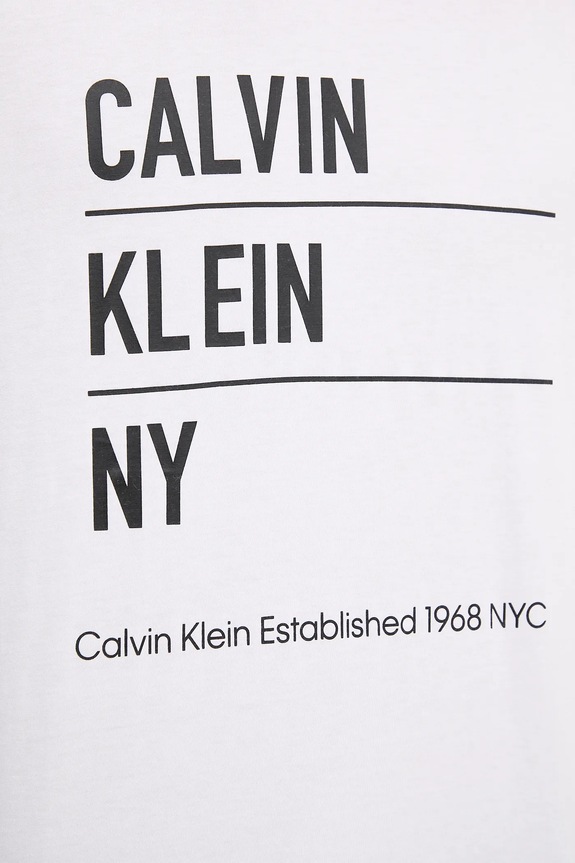 CALVIN
KLEIN
NY
Calvin Klein Established 1968 NYC